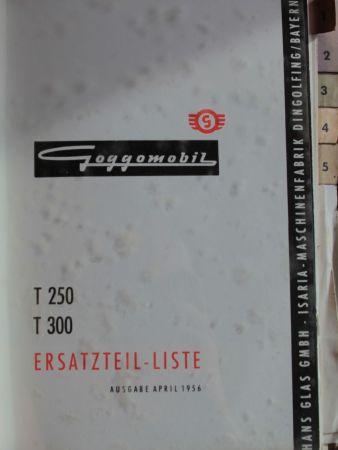 Goggomobil
T 250
T 300
ERSATZTEIL-LISTE
AUSGABE APRIL 1956
HANS GLAS GMBH · ISARIA-MASCHINENFABRIK DINGOLFING/BAYERN
1
2
3
4
5